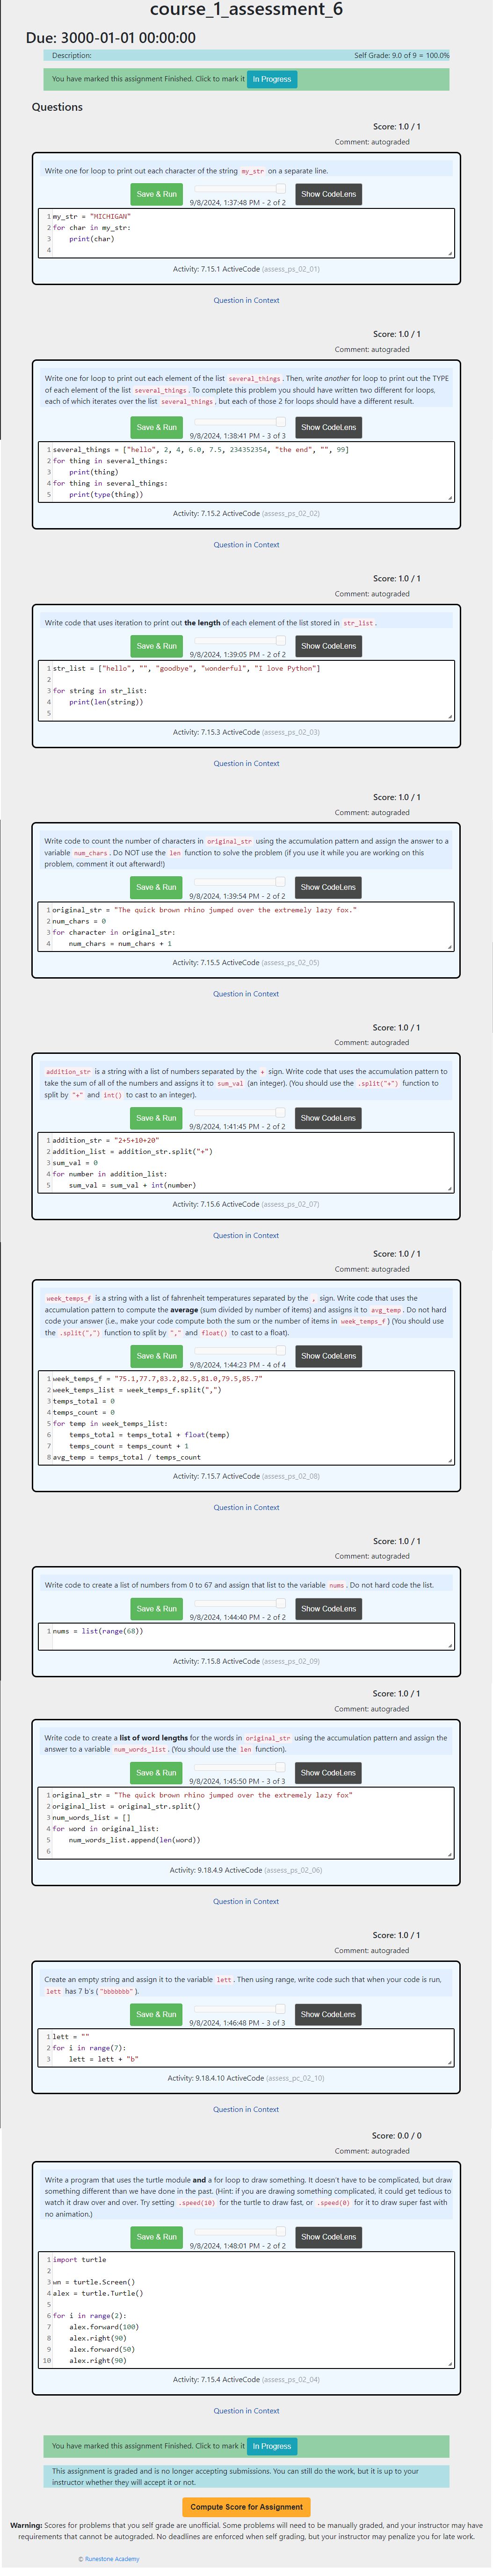 course_1_assessment_6
Due: 3000-01-01 00:00:00
Description: Self Grade: 9.0 of 9 = 100.0%
You have marked this assignment Finished. Click to mark it In Progress
Questions
Score: 1.0 / 1
Comment: autograded
Write one for loop to print out each character of the string my_str on a separate line.
Save & Run 9/8/2024, 1:37:48 PM - 2 of 2 Show CodeLens
1 my_str = "MICHIGAN"
2 for char in my_str:
3     print(char)
4
Activity: 7.15.1 ActiveCode (assess_ps_02_01)
Question in Context
Score: 1.0 / 1
Comment: autograded
Write one for loop to print out each element of the list several_things. Then, write another for loop to print out the TYPE
of each element of the list several_things. To complete this problem you should have written two different for loops,
each of which iterates over the list several_things, but each of those 2 for loops should have a different result.
Save & Run 9/8/2024, 1:38:41 PM - 3 of 3 Show CodeLens
1 several_things = ["hello", 2, 4, 6.0, 7.5, 234352354, "the end", "", 99]
2 for thing in several_things:
3     print(thing)
4 for thing in several_things:
5     print(type(thing))
Activity: 7.15.2 ActiveCode (assess_ps_02_02)
Question in Context
Score: 1.0 / 1
Comment: autograded
Write code that uses iteration to print out the length of each element of the list stored in str_list.
Save & Run 9/8/2024, 1:39:05 PM - 2 of 2 Show CodeLens
1 str_list = ["hello", "", "goodbye", "wonderful", "I love Python"]
2
3 for string in str_list:
4     print(len(string))
5
Activity: 7.15.3 ActiveCode (assess_ps_02_03)
Question in Context
Score: 1.0 / 1
Comment: autograded
Write code to count the number of characters in original_str using the accumulation pattern and assign the answer to a
variable num_chars. Do NOT use the len function to solve the problem (if you use it while you are working on this
problem, comment it out afterward!)
Save & Run 9/8/2024, 1:39:54 PM - 2 of 2 Show CodeLens
1 original_str = "The quick brown rhino jumped over the extremely lazy fox."
2 num_chars = 0
3 for character in original_str:
4     num_chars = num_chars + 1
Activity: 7.15.5 ActiveCode (assess_ps_02_05)
Question in Context
Score: 1.0 / 1
Comment: autograded
addition_str is a string with a list of numbers separated by the + sign. Write code that uses the accumulation pattern to
take the sum of all of the numbers and assigns it to sum_val (an integer). (You should use the .split("+") function to
split by "+" and int() to cast to an integer).
Save & Run 9/8/2024, 1:41:45 PM - 2 of 2 Show CodeLens
1 addition_str = "2+5+10+20"
2 addition_list = addition_str.split("+")
3 sum_val = 0
4 for number in addition_list:
5     sum_val = sum_val + int(number)
Activity: 7.15.6 ActiveCode (assess_ps_02_07)
Question in Context
Score: 1.0 / 1
Comment: autograded
week_temps_f is a string with a list of fahrenheit temperatures separated by the , sign. Write code that uses the
accumulation pattern to compute the average (sum divided by number of items) and assigns it to avg_temp. Do not hard
code your answer (i.e., make your code compute both the sum or the number of items in week_temps_f) (You should use
the .split(",") function to split by "," and float() to cast to a float).
Save & Run 9/8/2024, 1:44:23 PM - 4 of 4 Show CodeLens
1 week_temps_f = "75.1,77.7,83.2,82.5,81.0,79.5,85.7"
2 week_temps_list = week_temps_f.split(",")
3 temps_total = 0
4 temps_count = 0
5 for temp in week_temps_list:
6     temps_total = temps_total + float(temp)
7     temps_count = temps_count + 1
8 avg_temp = temps_total / temps_count
Activity: 7.15.7 ActiveCode (assess_ps_02_08)
Question in Context
Score: 1.0 / 1
Comment: autograded
Write code to create a list of numbers from 0 to 67 and assign that list to the variable nums. Do not hard code the list.
Save & Run 9/8/2024, 1:44:40 PM - 2 of 2 Show CodeLens
1 nums = list(range(68))
Activity: 7.15.8 ActiveCode (assess_ps_02_09)
Question in Context
Score: 1.0 / 1
Comment: autograded
Write code to create a list of word lengths for the words in original_str using the accumulation pattern and assign the
answer to a variable num_words_list. (You should use the len function).
Save & Run 9/8/2024, 1:45:50 PM - 3 of 3 Show CodeLens
1 original_str = "The quick brown rhino jumped over the extremely lazy fox"
2 original_list = original_str.split()
3 num_words_list = []
4 for word in original_list:
5     num_words_list.append(len(word))
6
Activity: 9.18.4.9 ActiveCode (assess_ps_02_06)
Question in Context
Score: 1.0 / 1
Comment: autograded
Create an empty string and assign it to the variable lett. Then using range, write code such that when your code is run,
lett has 7 b's ("bbbbbbb").
Save & Run 9/8/2024, 1:46:48 PM - 3 of 3 Show CodeLens
1 lett = ""
2 for i in range(7):
3     lett = lett + "b"
Activity: 9.18.4.10 ActiveCode (assess_pc_02_10)
Question in Context
Score: 0.0 / 0
Comment: autograded
Write a program that uses the turtle module and a for loop to draw something. It doesn't have to be complicated, but draw
something different than we have done in the past. (Hint: if you are drawing something complicated, it could get tedious to
watch it draw over and over. Try setting .speed(10) for the turtle to draw fast, or .speed(0) for it to draw super fast with
no animation.)
Save & Run 9/8/2024, 1:48:01 PM - 2 of 2 Show CodeLens
1 import turtle
2
3 wn = turtle.Screen()
4 alex = turtle.Turtle()
5
6 for i in range(2):
7     alex.forward(100)
8     alex.right(90)
9     alex.forward(50)
10     alex.right(90)
Activity: 7.15.4 ActiveCode (assess_ps_02_04)
Question in Context
You have marked this assignment Finished. Click to mark it In Progress
This assignment is graded and is no longer accepting submissions. You can still do the work, but it is up to your
instructor whether they will accept it or not.
Compute Score for Assignment
Warning: Scores for problems that you self grade are unofficial. Some problems will need to be manually graded, and your instructor may have
requirements that cannot be autograded. No deadlines are enforced when self grading, but your instructor may penalize you for late work.
© Runestone Academy